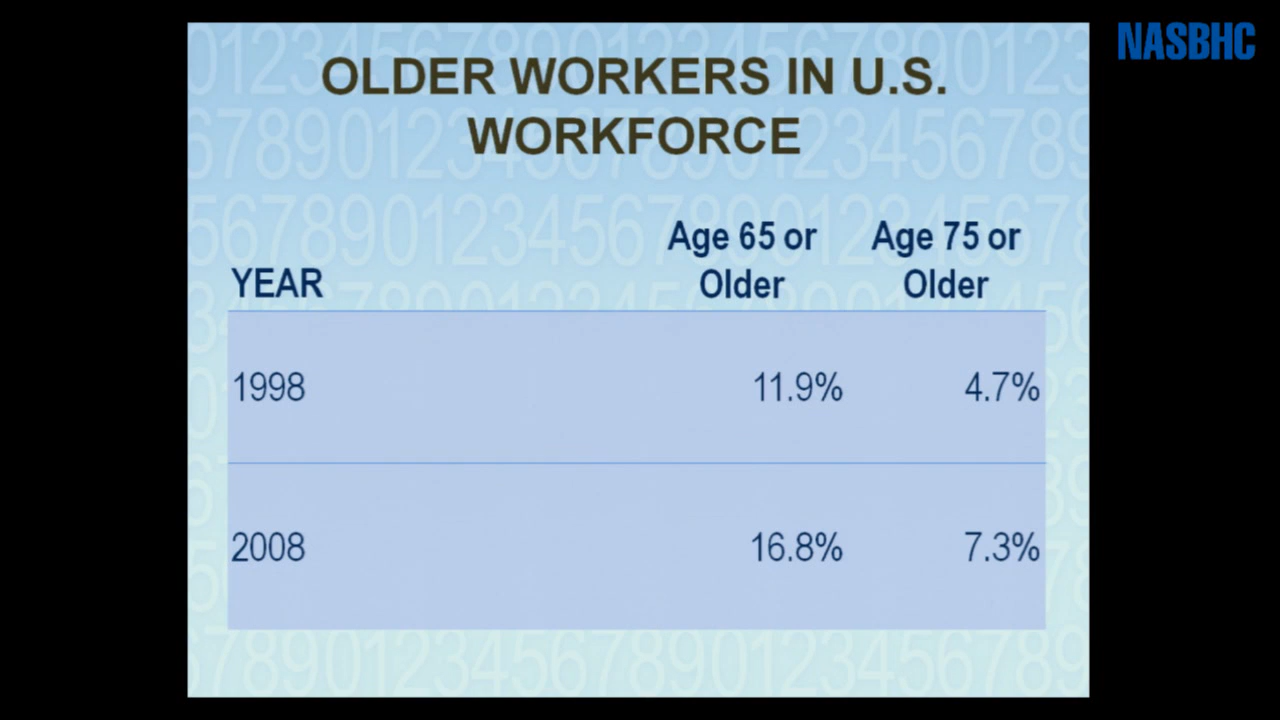 NASBHC
OLDER WORKERS IN U.S.
WORKFORCE
YEAR Age 65 or Older Age 75 or Older
1998 11.9% 4.7%
2008 16.8% 7.3%